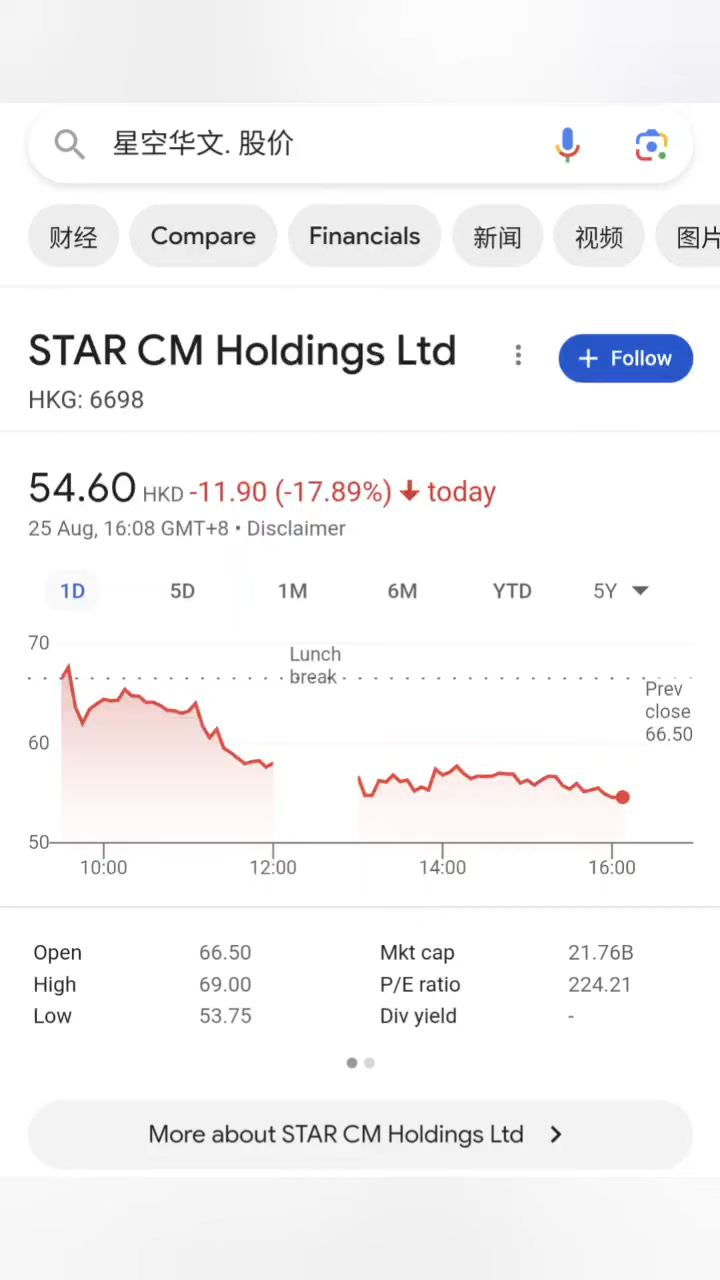 星空华文. 股价
财经 Compare Financials 新闻 视频 图片
STAR CM Holdings Ltd
+ Follow
HKG: 6698
54.60 HKD -11.90 (-17.89%) ↓ today
25 Aug, 16:08 GMT+8 • Disclaimer
1D 5D 1M 6M YTD 5Y
70
Lunch
break
Prev
close
66.50
60
50
10:00 12:00 14:00 16:00
Open 66.50 Mkt cap 21.76B
High 69.00 P/E ratio 224.21
Low 53.75 Div yield -
More about STAR CM Holdings Ltd